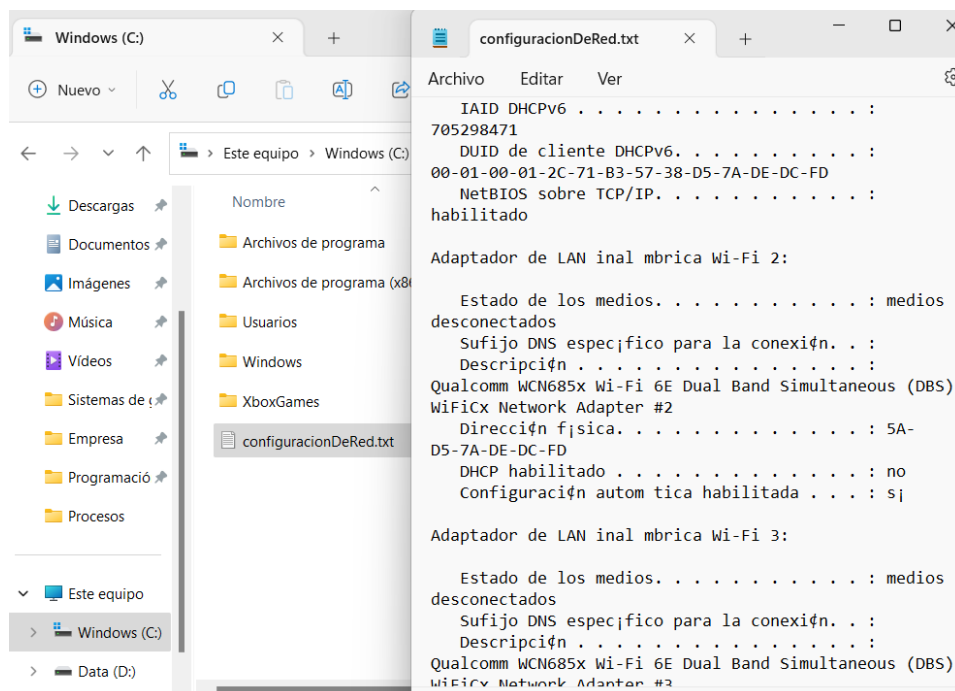 Windows (C:)
Nuevo
Este equipo > Windows (C:)
Descargas
Documentos
Imágenes
Música
Vídeos
Sistemas de
Empresa
Programació
Procesos
Este equipo
Windows (C:)
Data (D:)
Nombre
Archivos de programa
Archivos de programa (x86
Usuarios
Windows
XboxGames
configuracionDeRed.txt
configuracionDeRed.txt
Archivo Editar Ver
IAID DHCPv6 . . . . . . . . . . . . . . . :
705298471
DUID de cliente DHCPv6. . . . . . . . . . :
00-01-00-01-2C-71-B3-57-38-D5-7A-DE-DC-FD
NetBIOS sobre TCP/IP. . . . . . . . . . . :
habilitado
Adaptador de LAN inal mbrica Wi-Fi 2:
Estado de los medios. . . . . . . . . . . : medios
desconectados
Sufijo DNS espec¡fico para la conexi¢n. . :
Descripci¢n . . . . . . . . . . . . . . . :
Qualcomm WCN685x Wi-Fi 6E Dual Band Simultaneous (DBS)
WiFiCx Network Adapter #2
Direcci¢n f¡sica. . . . . . . . . . . . . : 5A-
D5-7A-DE-DC-FD
DHCP habilitado . . . . . . . . . . . . . : no
Configuraci¢n autom tica habilitada . . . : s¡
Adaptador de LAN inal mbrica Wi-Fi 3:
Estado de los medios. . . . . . . . . . . : medios
desconectados
Sufijo DNS espec¡fico para la conexi¢n. . :
Descripci¢n . . . . . . . . . . . . . . . :
Qualcomm WCN685x Wi-Fi 6E Dual Band Simultaneous (DBS)
WiFiCx Network Adapter #3